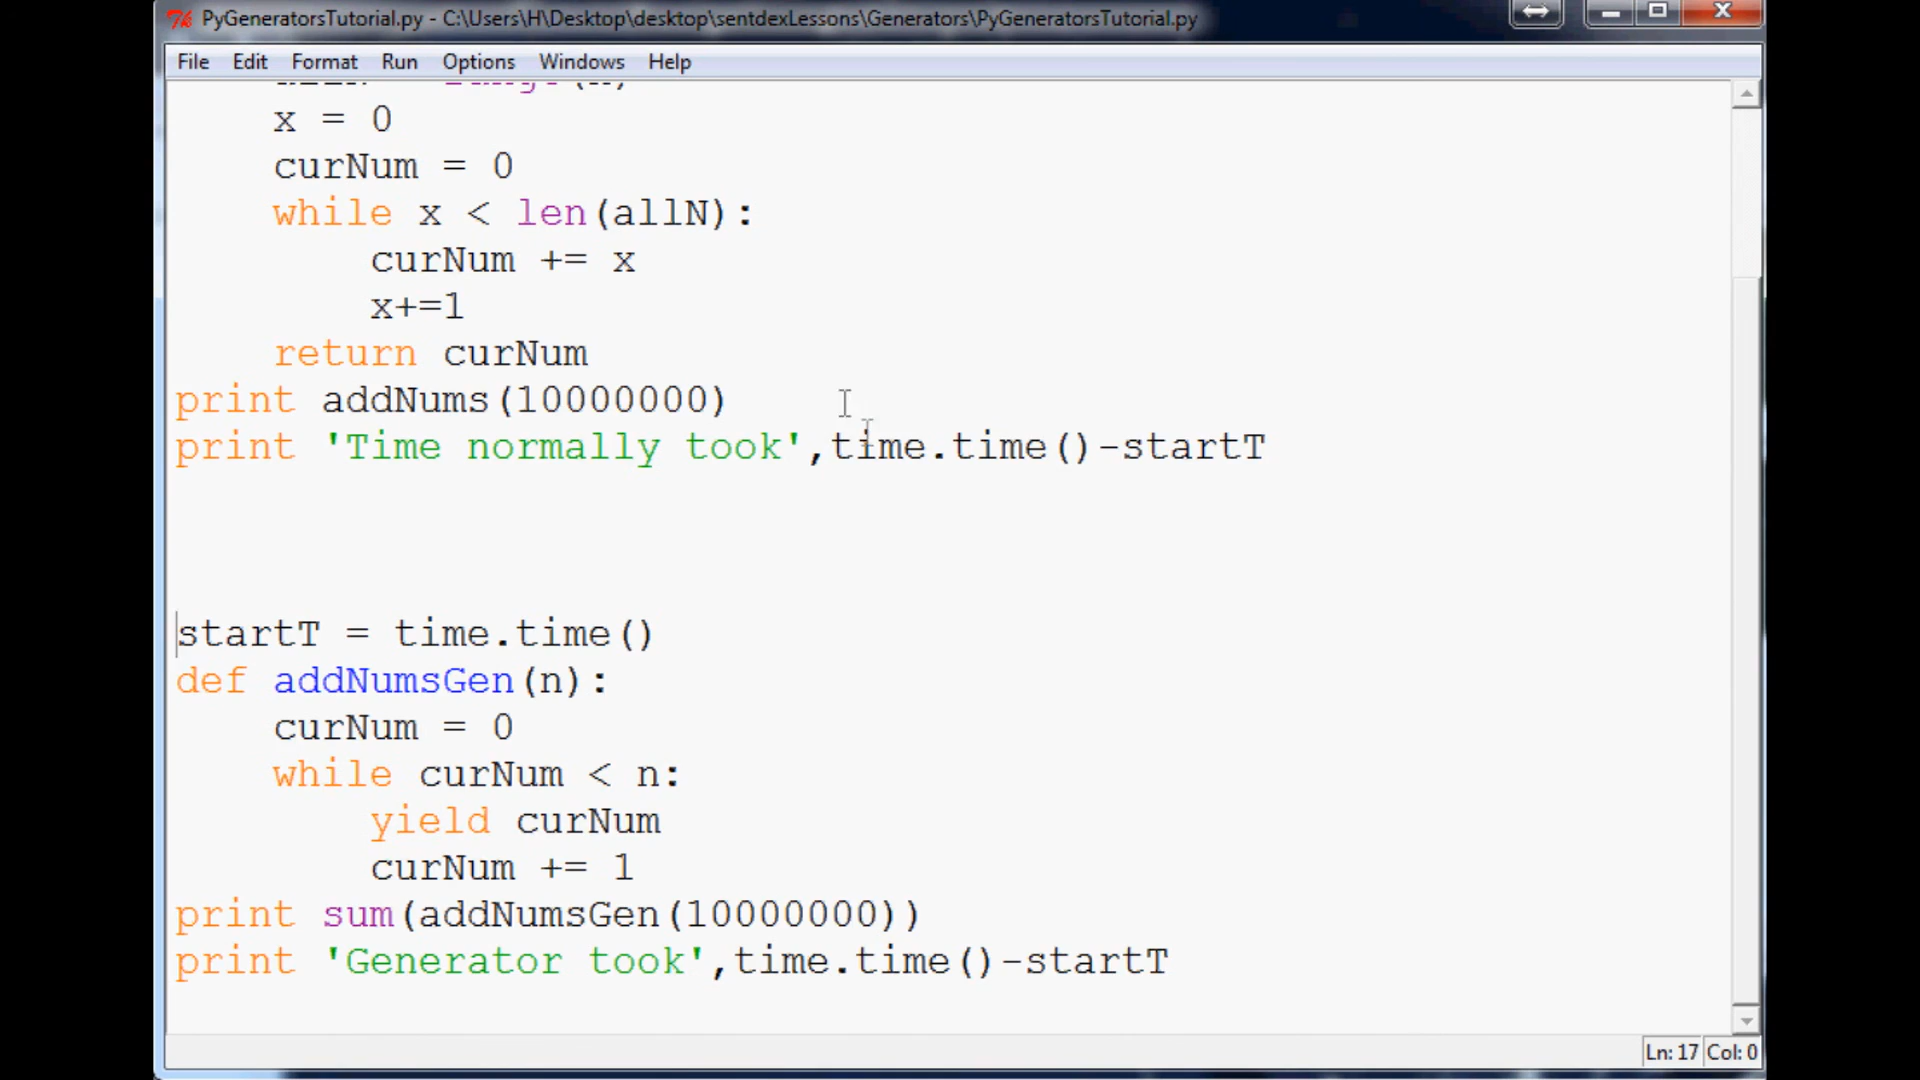 PyGeneratorsTutorial.py - C:\Users\H\Desktop\desktop\sentdexLessons\Generators\PyGeneratorsTutorial.py
File Edit Format Run Options Windows Help
x = 0
curNum = 0
while x < len(allN):
curNum += x
x+=1
return curNum
print addNums(10000000)
print 'Time normally took',time.time()-startT
startT = time.time()
def addNumsGen(n):
curNum = 0
while curNum < n:
yield curNum
curNum += 1
print sum(addNumsGen(10000000))
print 'Generator took',time.time()-startT
Ln: 17 Col: 0